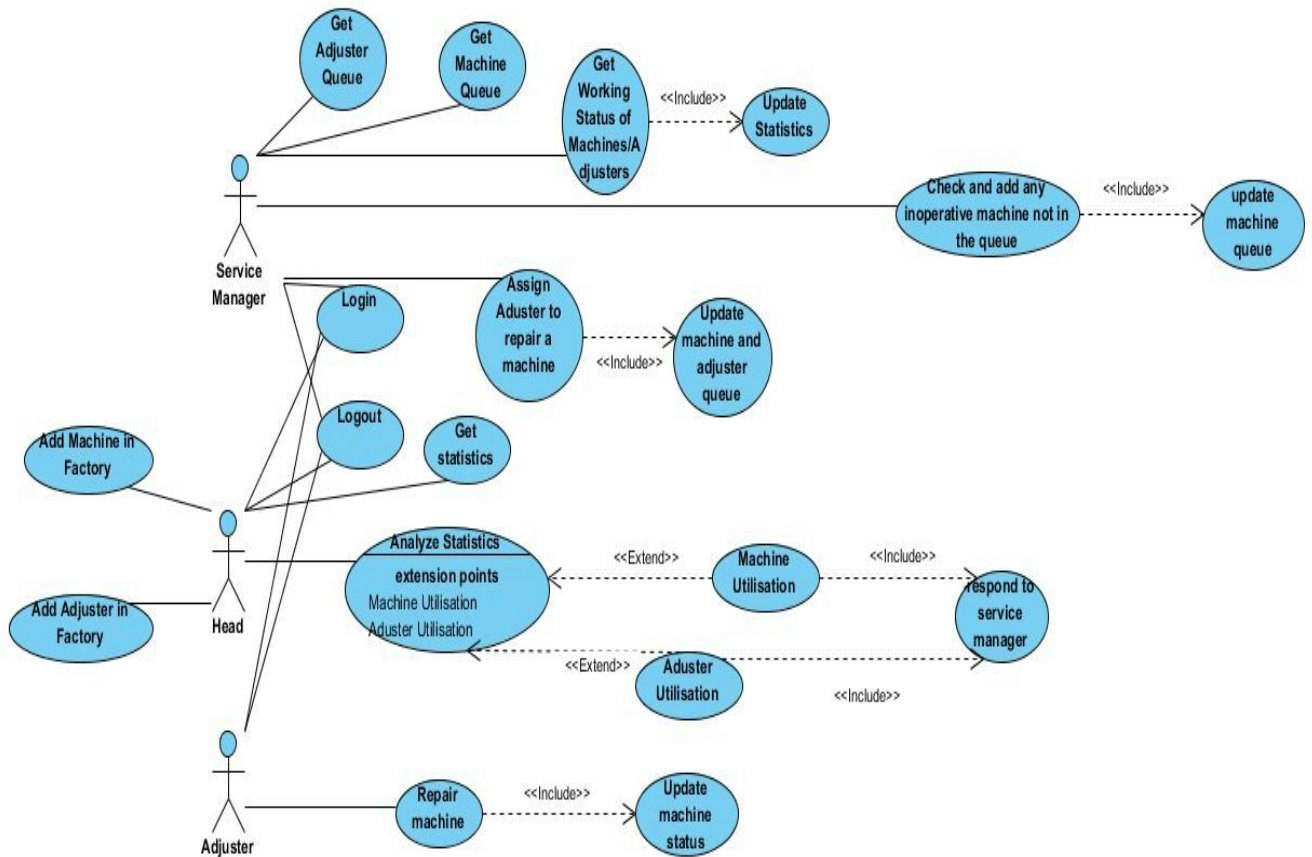 Get
Adjuster
Queue
Get
Machine
Queue
Get
Working
Status of
Machines/A
djusters
<<Include>>
Update
Statistics
Check and add any
inoperative machine not in
the queue
<<Include>>
update
machine
queue
Service
Manager
Login
Assign
Aduster to
repair a
machine
<<Include>>
Update
machine and
adjuster
queue
Logout
Get
statistics
Add Machine in
Factory
Analyze Statistics
extension points
Machine Utilisation
Aduster Utilisation
<<Extend>>
Machine
Utilisation
<<Include>>
respond to
service
manager
Add Adjuster in
Factory
Head
<<Extend>>
Aduster
Utilisation
<<Include>>
Adjuster
Repair
machine
<<Include>>
Update
machine
status